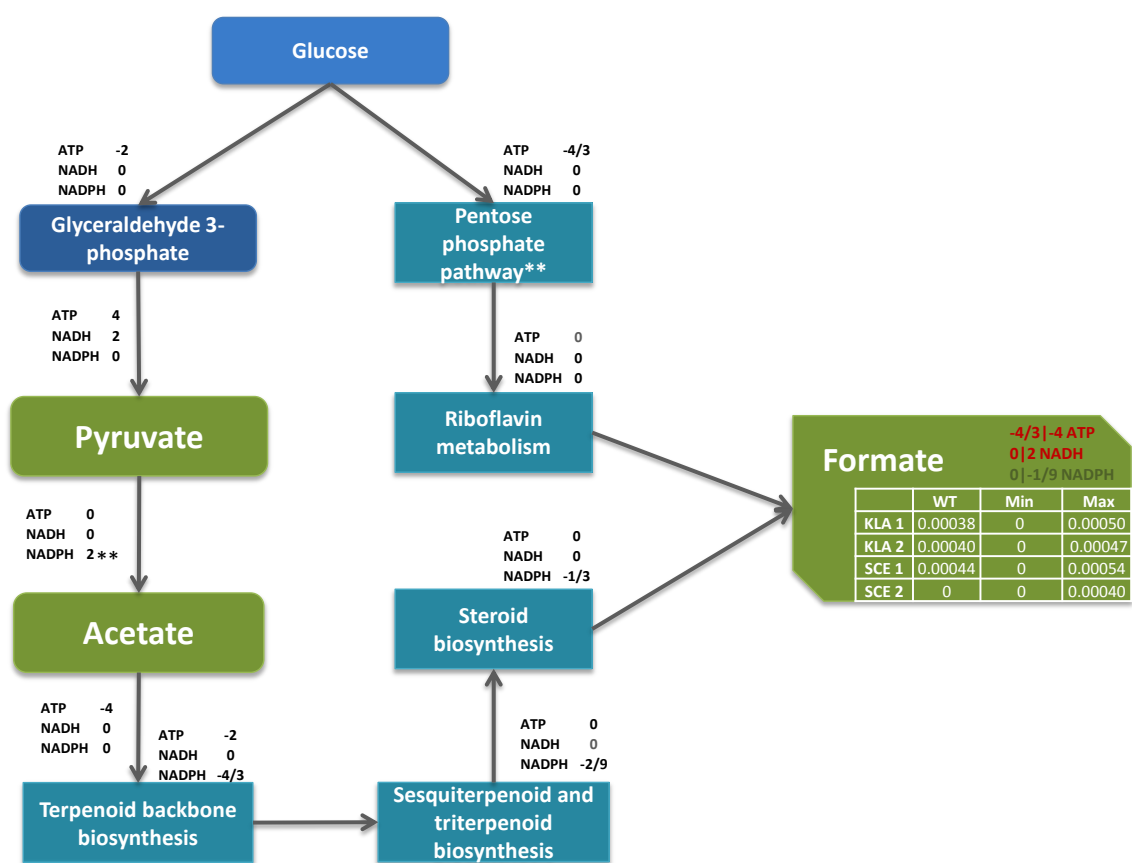 Glucose
ATP -2
NADH 0
NADPH 0
ATP -4/3
NADH 0
NADPH 0
Glyceraldehyde 3-
phosphate
Pentose
phosphate
pathway**
ATP 4
NADH 2
NADPH 0
ATP 0
NADH 0
NADPH 0
Pyruvate
Riboflavin
metabolism
ATP 0
NADH 0
NADPH 2**
ATP 0
NADH 0
NADPH -1/3
Formate
-4/3|-4 ATP
0|2 NADH
0|-1/9 NADPH
WT Min Max
KLA 1 0.00038 0 0.00050
KLA 2 0.00040 0 0.00047
SCE 1 0.00044 0 0.00054
SCE 2 0 0 0.00040
Acetate
Steroid
biosynthesis
ATP -4
NADH 0
NADPH 0
ATP -2
NADH 0
NADPH -4/3
ATP 0
NADH 0
NADPH -2/9
Terpenoid backbone
biosynthesis
Sesquiterpenoid and
triterpenoid
biosynthesis